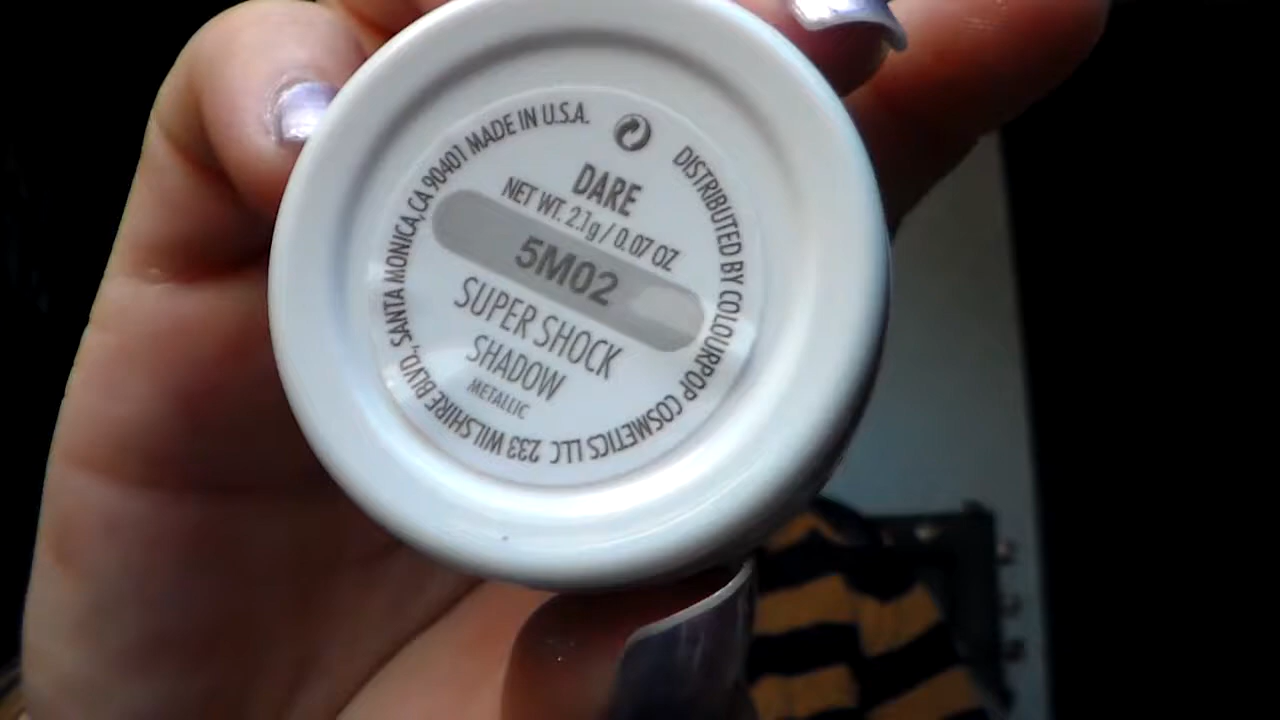 DARE
NET WT. 2.1g / 0.07 OZ
5M02
SUPER SHOCK
SHADOW
METALLIC
DISTRIBUTED BY COLOURPOP COSMETICS LLC 233 WILSHIRE BLVD, SANTA MONICA, CA 90401 MADE IN U.S.A.